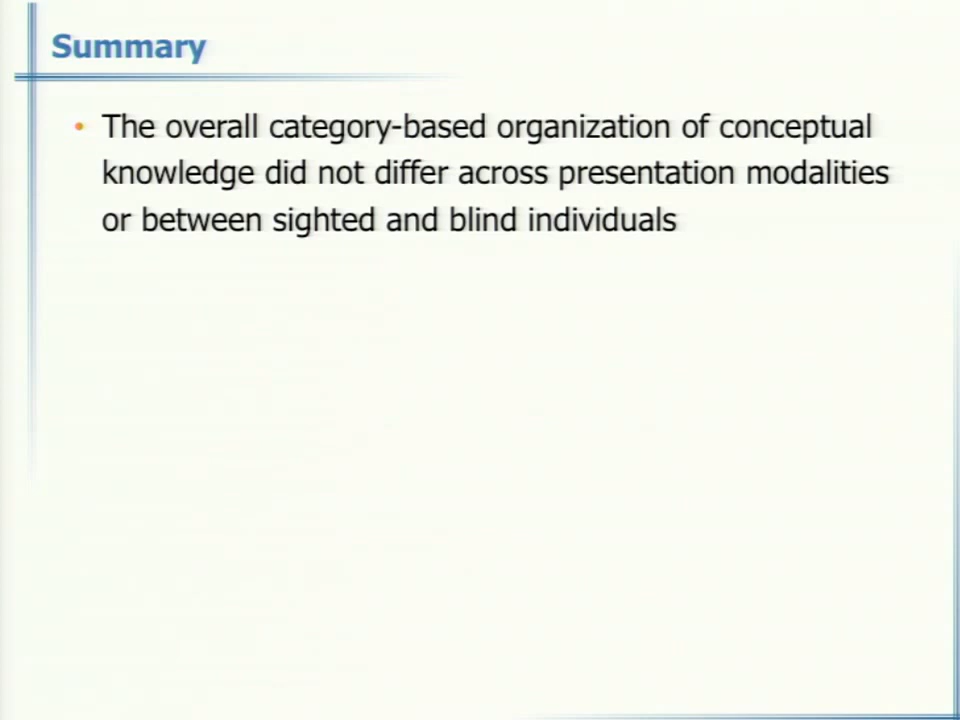 Summary
• The overall category-based organization of conceptual
knowledge did not differ across presentation modalities
or between sighted and blind individuals